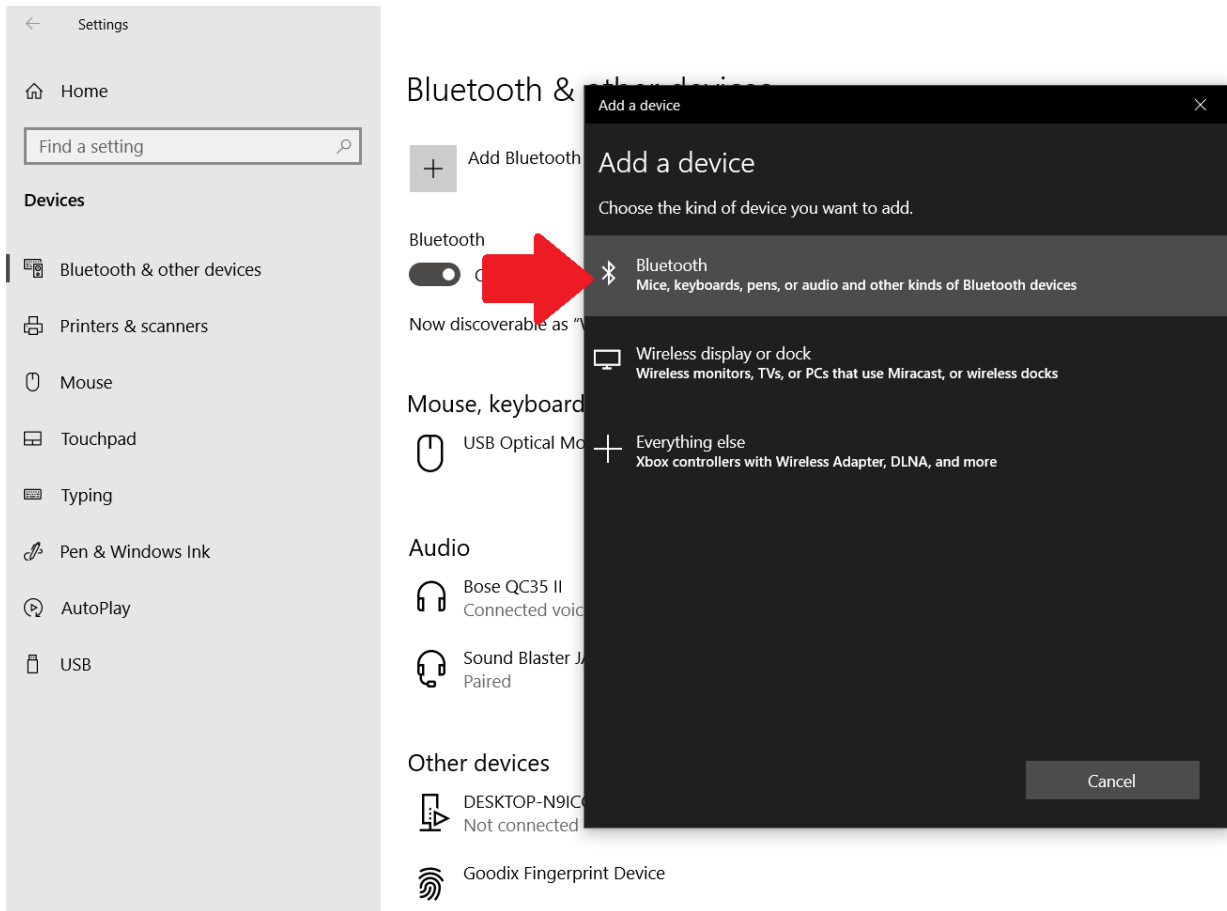 Settings
Home
Find a setting
Devices
Bluetooth & other devices
Printers & scanners
Mouse
Touchpad
Typing
Pen & Windows Ink
AutoPlay
USB
Bluetooth &
Add Bluetooth
Bluetooth
Now discoverable as
Mouse, keyboard
USB Optical
Audio
Bose QC35 II
Connected
Sound Blaster
Paired
Other devices
Not connected
Goodix Fingerprint Device
Add a device
Add a device
Choose the kind of device you want to add.
Bluetooth
Mice, keyboards, pens, or audio and other kinds of Bluetooth devices
Wireless display or dock
Wireless monitors, TVs, or PCs that use Miracast, or wireless docks
Everything else
Xbox controllers with Wireless Adapter, DLNA, and more
Cancel